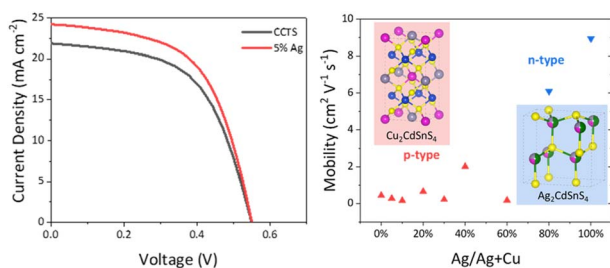 25
20
15
10
5
0
0.0
0.2
0.4
0.6
Current Density (mA cm⁻²)
Voltage (V)
CCTS
5% Ag
10
8
6
4
2
0
0%
20%
40%
60%
80%
100%
Mobility (cm² V⁻¹ s⁻¹)
Ag/Ag+Cu
Cu₂CdSnS₄
p-type
n-type
Ag₂CdSnS₄